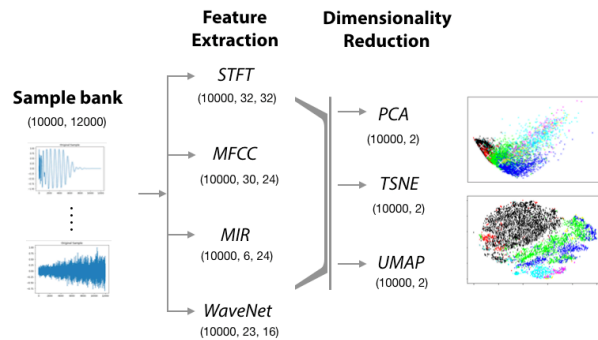 Feature
Extraction
Dimensionality
Reduction
Sample bank
(10000, 12000)
STFT
(10000, 32, 32)
MFCC
(10000, 30, 24)
MIR
(10000, 6, 24)
WaveNet
(10000, 23, 16)
PCA
(10000, 2)
TSNE
(10000, 2)
UMAP
(10000, 2)